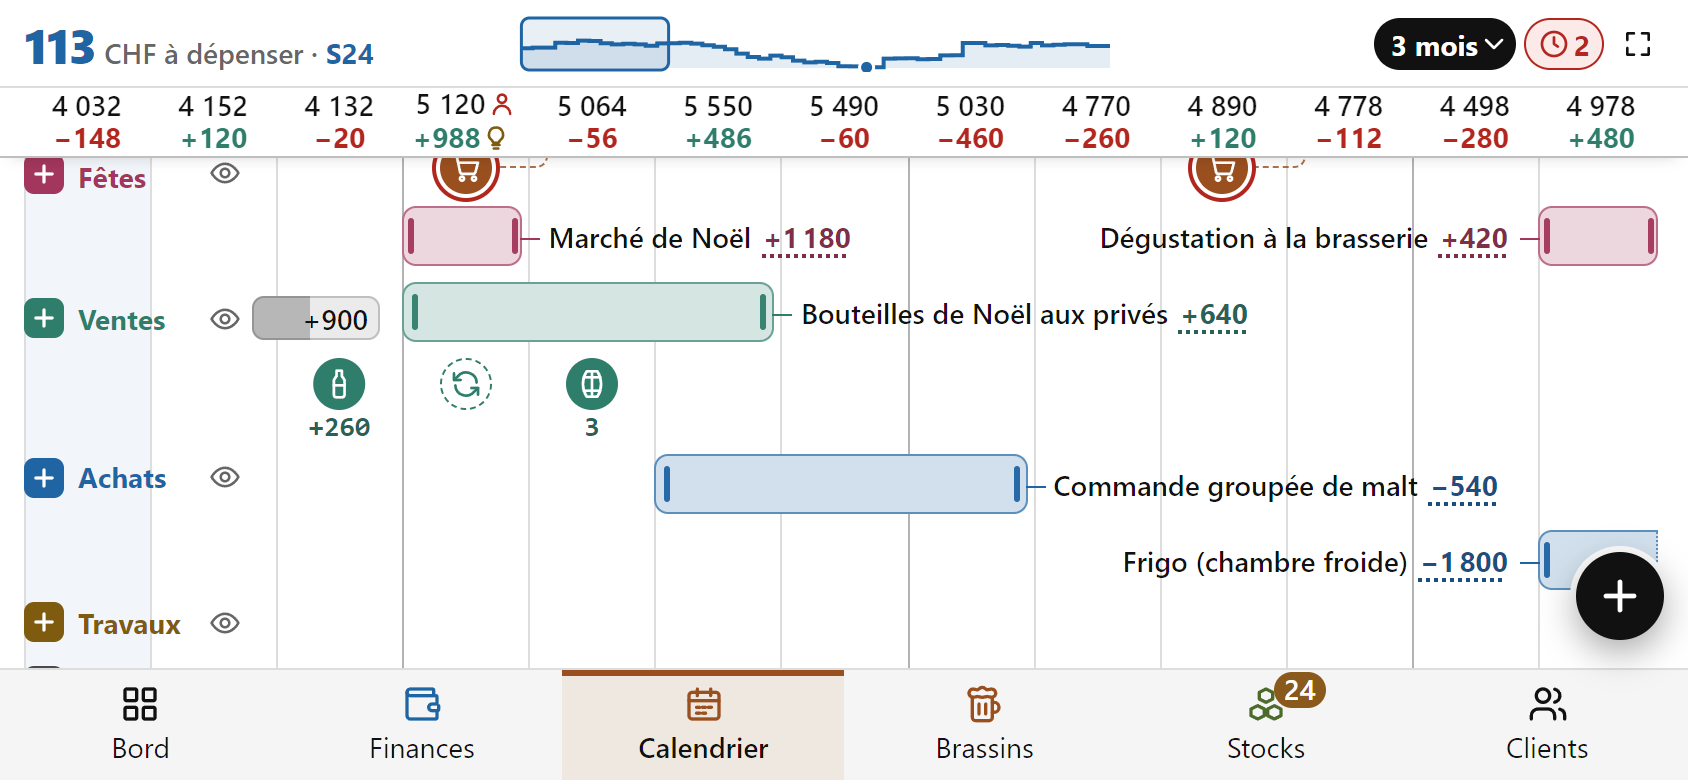 113 CHF à dépenser · S24
3 mois
2
4 032 4 152 4 132 5 120 5 064 5 550 5 490 5 030 4 770 4 890 4 778 4 498 4 978
−148 +120 −20 +988 −56 +486 −60 −460 −260 +120 −112 −280 +480
Fêtes
Marché de Noël +1 180
Dégustation à la brasserie +420
Ventes
+900
Bouteilles de Noël aux privés +640
+260
3
Achats
Commande groupée de malt −540
Frigo (chambre froide) −1 800
Travaux
24
Bord Finances Calendrier Brassins Stocks Clients